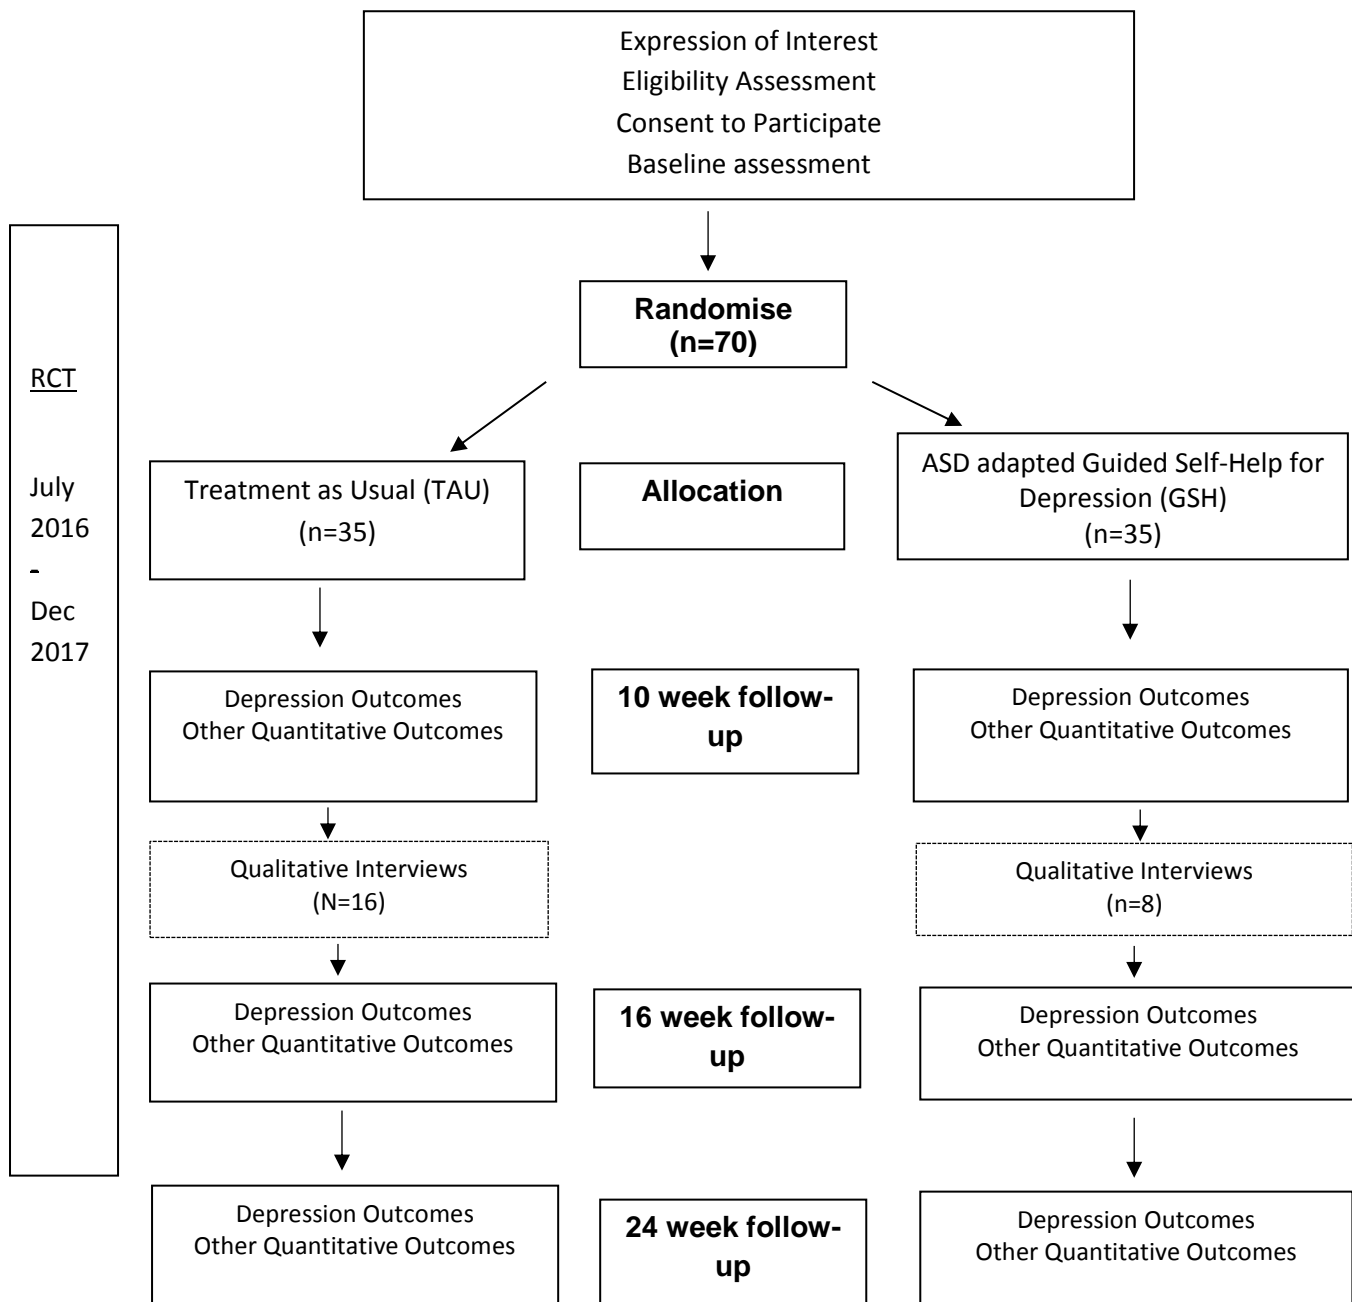 Expression of Interest
Eligibility Assessment
Consent to Participate
Baseline assessment
RCT
July
2016
-
Dec
2017
Randomise
(n=70)
Treatment as Usual (TAU)
(n=35)
Allocation
ASD adapted Guided Self-Help for
Depression (GSH)
(n=35)
Depression Outcomes
Other Quantitative Outcomes
10 week follow-
up
Depression Outcomes
Other Quantitative Outcomes
Qualitative Interviews
(N=16)
Qualitative Interviews
(n=8)
Depression Outcomes
Other Quantitative Outcomes
16 week follow-
up
Depression Outcomes
Other Quantitative Outcomes
Depression Outcomes
Other Quantitative Outcomes
24 week follow-
up
Depression Outcomes
Other Quantitative Outcomes